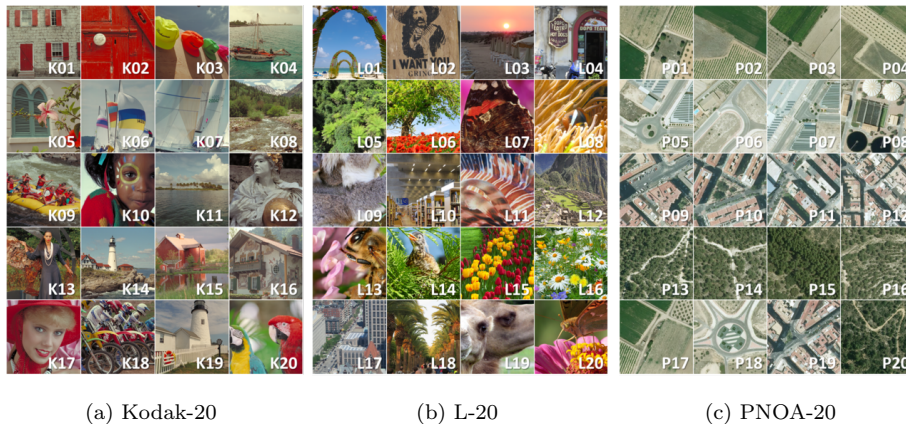 K01 K02 K03 K04 L01 L02 L03 L04 P01 P02 P03 P04
I WANT YOU
K05 K06 K07 K08 L05 L06 L07 L08 P05 P06 P07 P08
K09 K10 K11 K12 L09 L10 L11 L12 P09 P10 P11 P12
K13 K14 K15 K16 L13 L14 L15 L16 P13 P14 P15 P16
K17 K18 K19 K20 L17 L18 L19 L20 P17 P18 P19 P20
(a) Kodak-20 (b) L-20 (c) PNOA-20